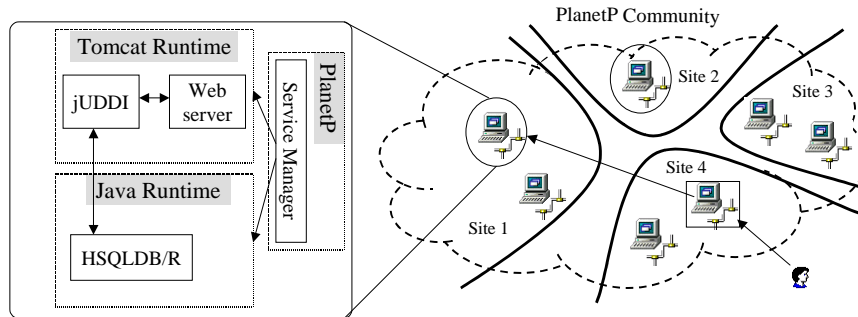 PlanetP Community
Tomcat Runtime
jUDDI
Web
server
PlanetP
Service Manager
Java Runtime
HSQLDB/R
Site 1
Site 2
Site 3
Site 4